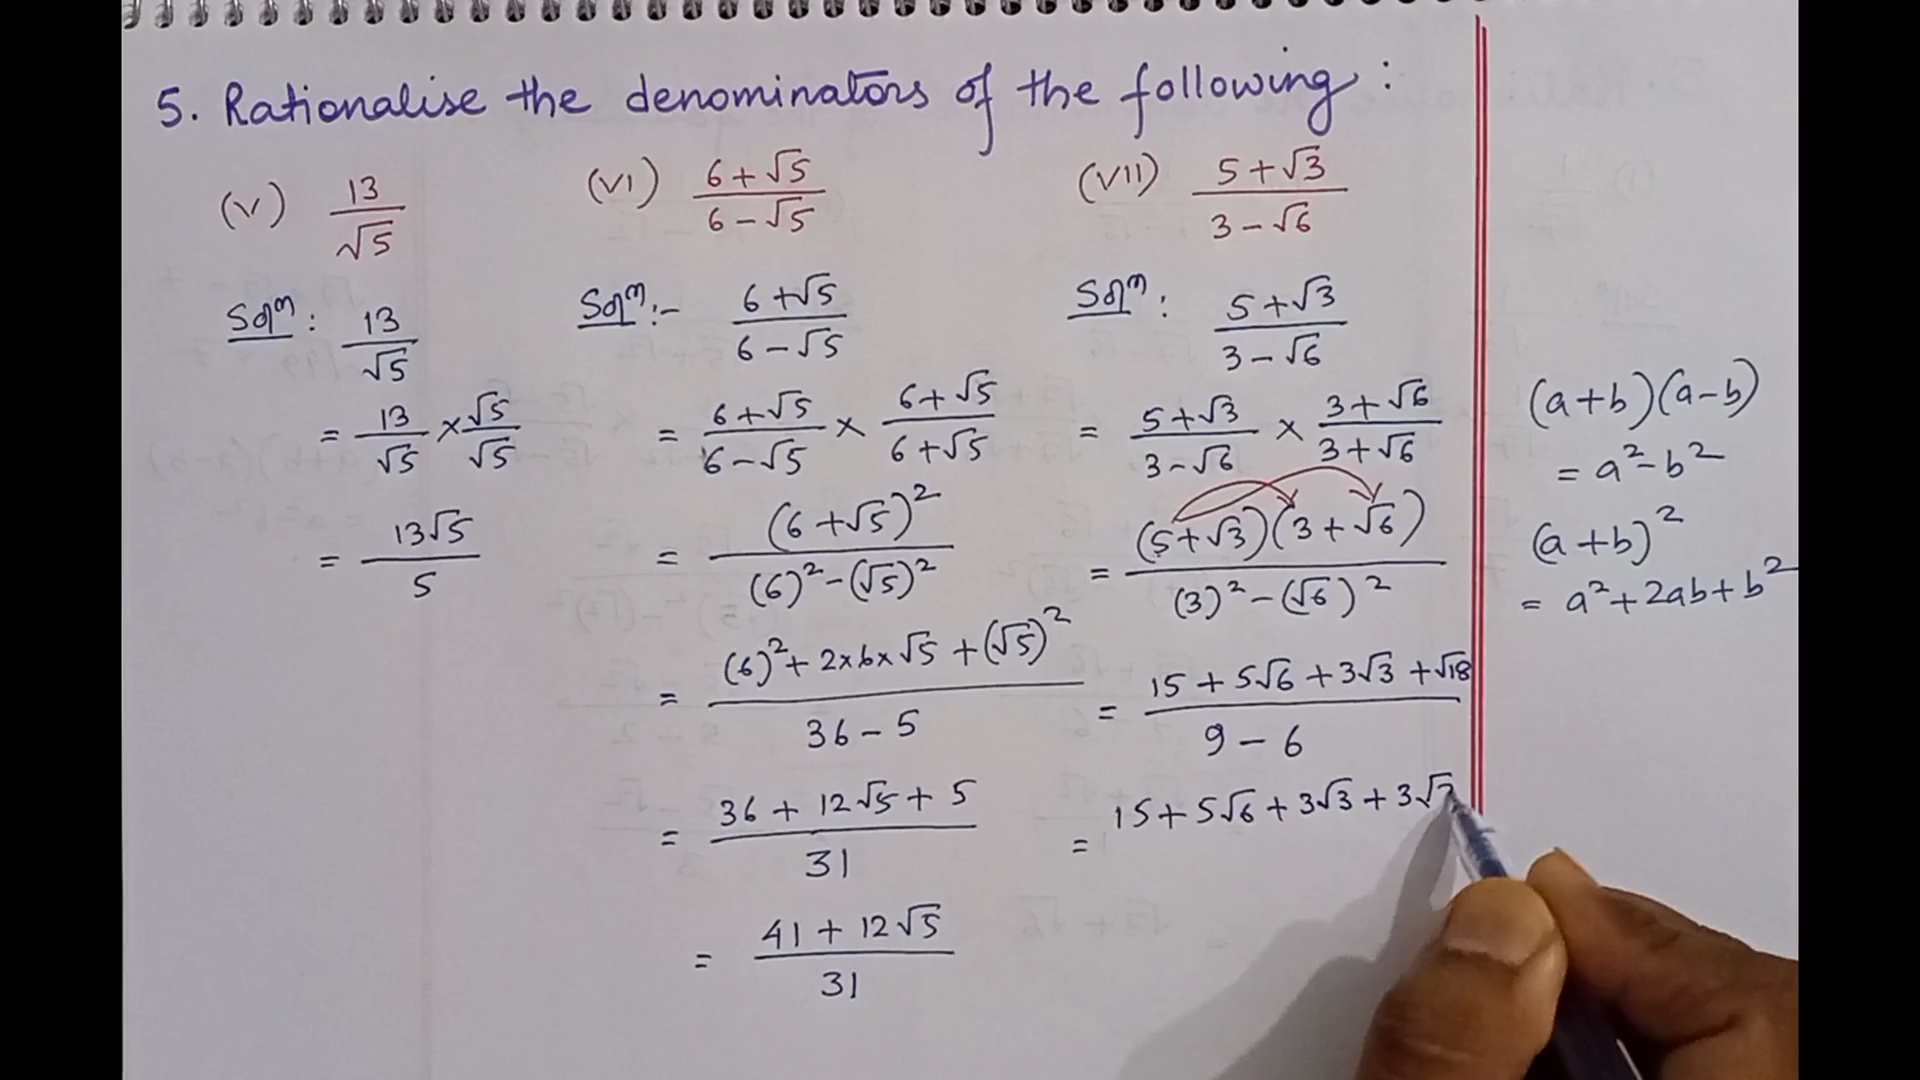 5. Rationalise the denominators of the following :
(v) 13/√5
Solⁿ : 13/√5
= 13/√5 × √5/√5
= 13√5/5
(vi) 6+√5/6-√5
Solⁿ :- 6+√5/6-√5
= 6+√5/6-√5 × 6+√5/6+√5
= (6+√5)²/(6)²-(√5)²
= (6)²+2×6×√5+(√5)²/36-5
= 36+12√5+5/31
= 41+12√5/31
(vii) 5+√3/3-√6
Solⁿ : 5+√3/3-√6
= 5+√3/3-√6 × 3+√6/3+√6
= (5+√3)(3+√6)/(3)²-(√6)²
= 15+5√6+3√3+√18/9-6
= 15+5√6+3√3+3√
(a+b)(a-b)
= a²-b²
(a+b)²
= a²+2ab+b²